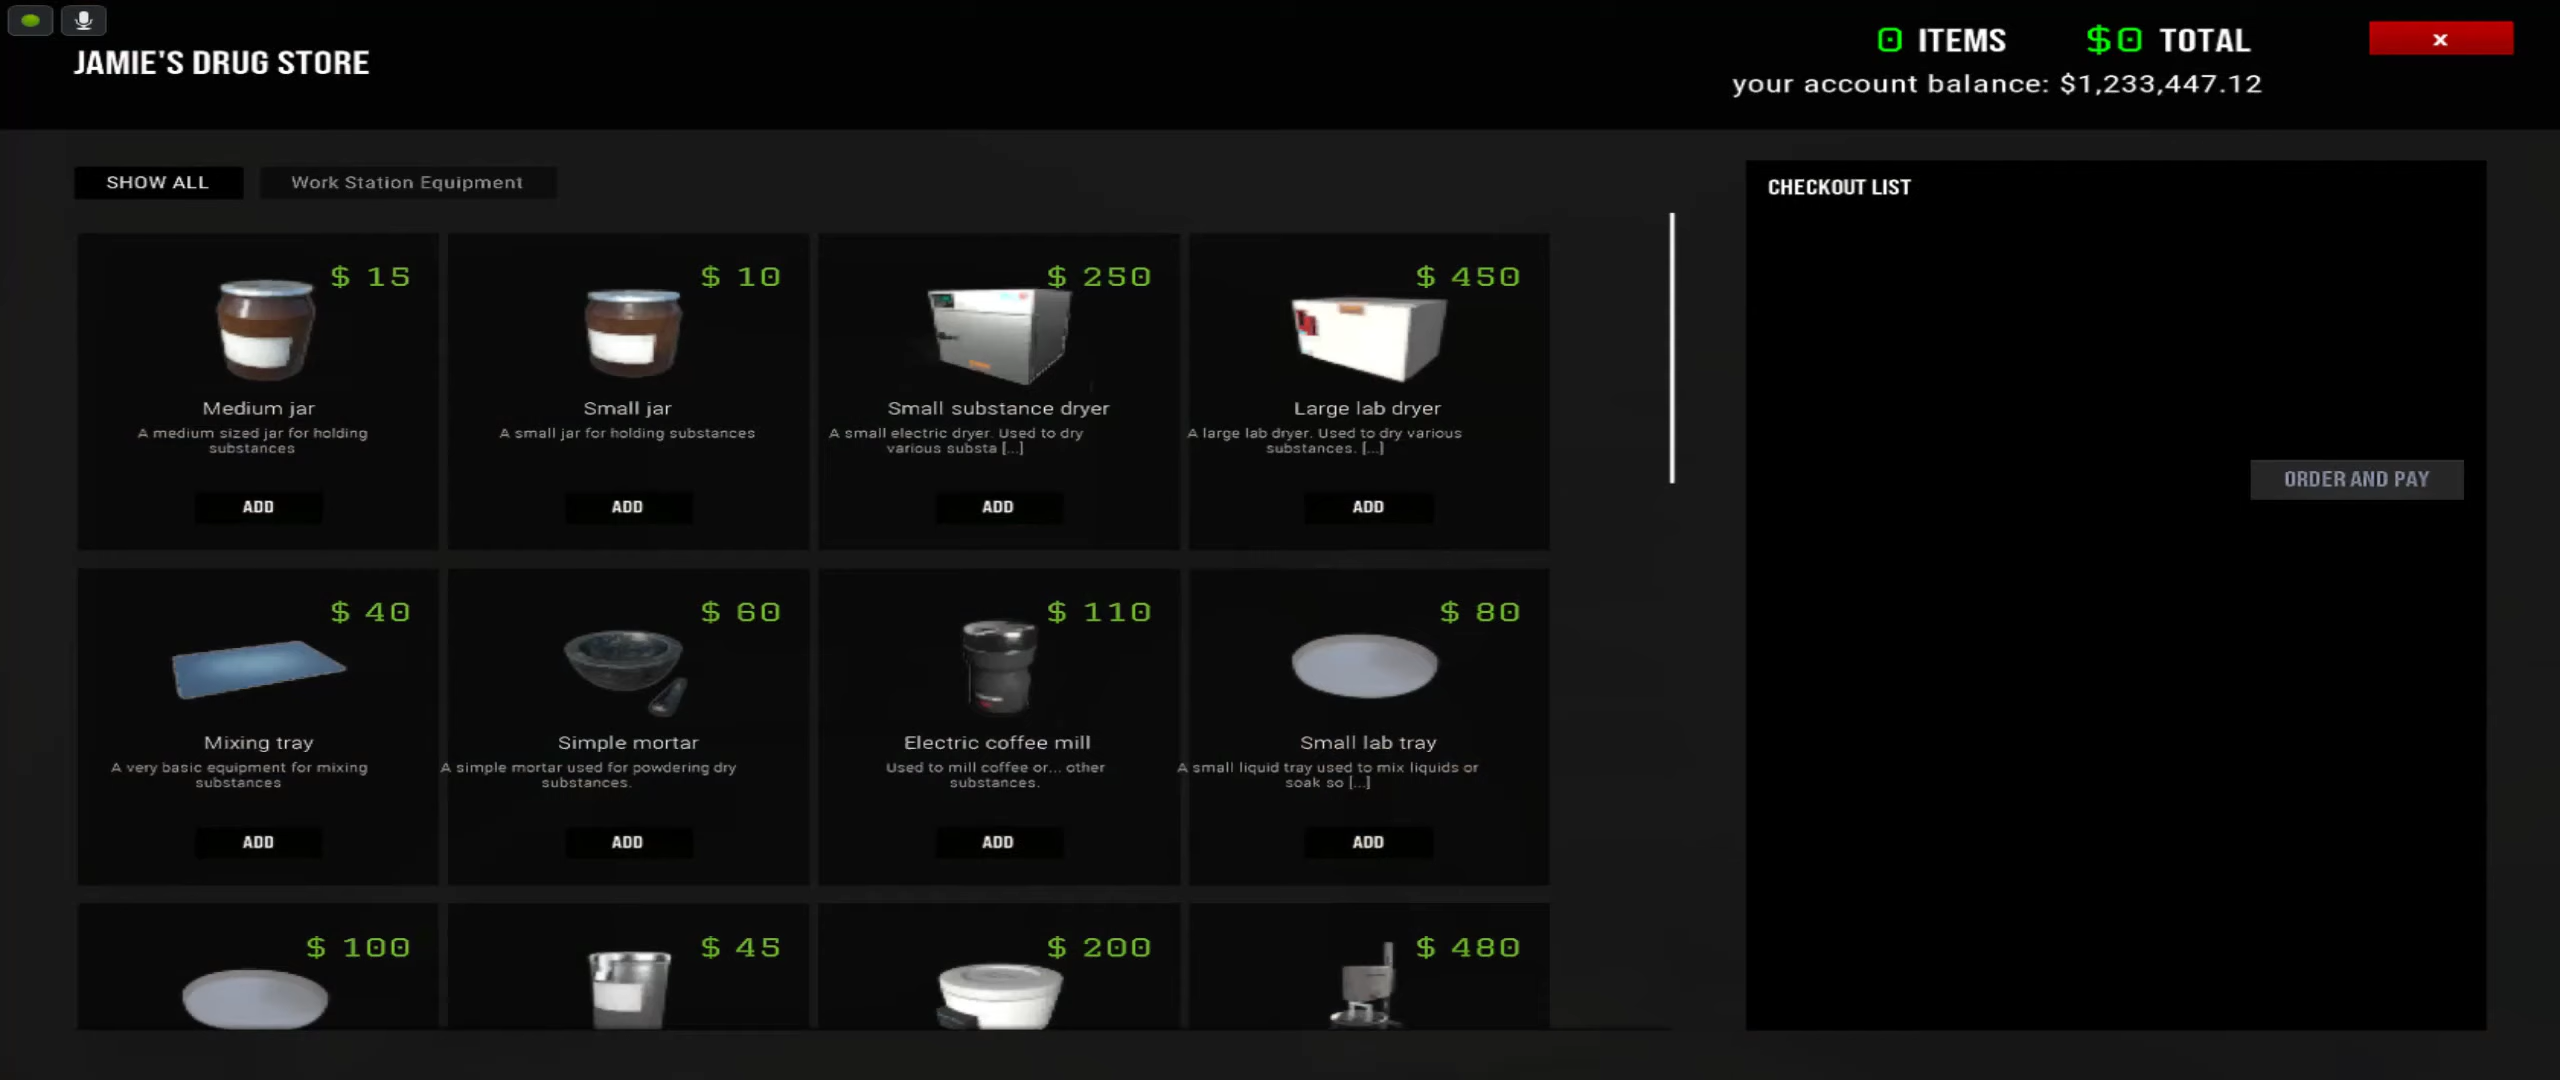 JAMIE'S DRUG STORE
0 ITEMS $0 TOTAL
x
your account balance: $1,233,447.12
SHOW ALL
Work Station Equipment
CHECKOUT LIST
ORDER AND PAY
$ 15
Medium jar
A medium sized jar for holding
substances
ADD
$ 10
Small jar
A small jar for holding substances
ADD
$ 250
Small substance dryer
A small electric dryer. Used to dry
various substa [...]
ADD
$ 450
Large lab dryer
A large lab dryer. Used to dry various
substances. [...]
ADD
$ 40
Mixing tray
A very basic equipment for mixing
substances
ADD
$ 60
Simple mortar
A simple mortar used for powdering dry
substances.
ADD
$ 110
Electric coffee mill
Used to mill coffee or... other
substances.
ADD
$ 80
Small lab tray
A small liquid tray used to mix liquids or
soak so [...]
ADD
$ 100
$ 45
$ 200
$ 480